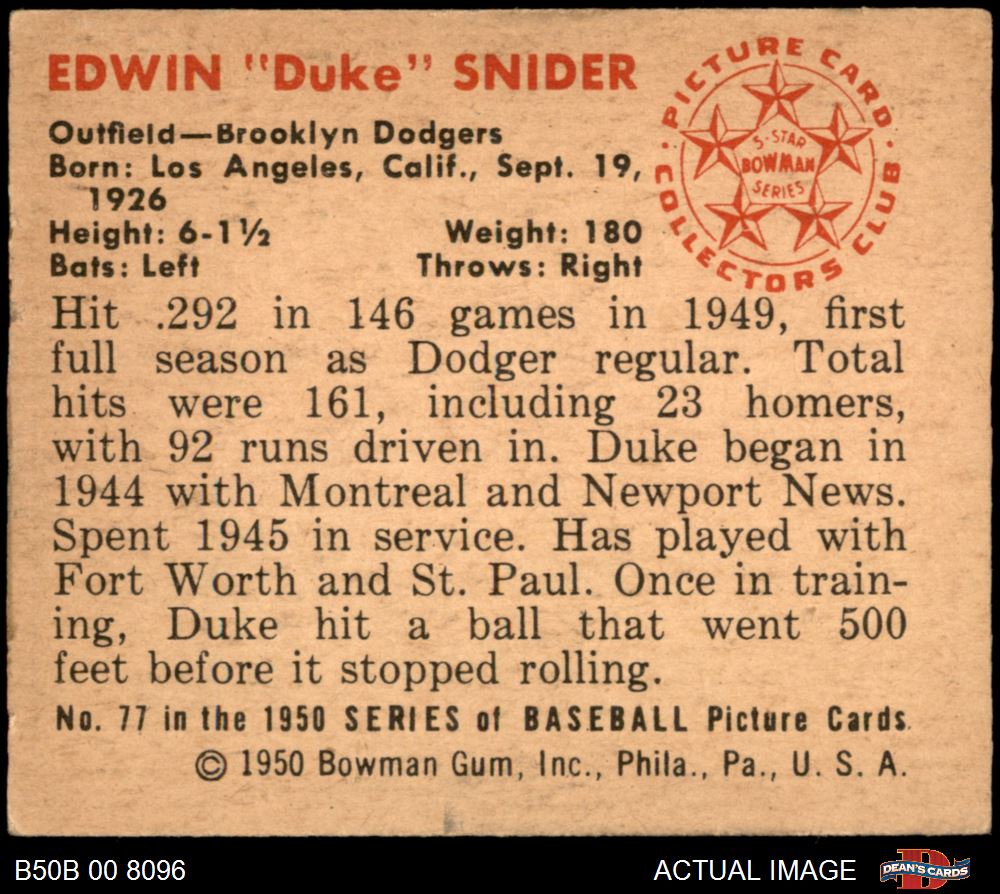 EDWIN "Duke" SNIDER
Outfield—Brooklyn Dodgers
Born: Los Angeles, Calif., Sept. 19,
1926
Height: 6-1½ Weight: 180
Bats: Left Throws: Right
· PICTURE CARD ·
COLLECTORS CLUB
5-STAR
BOWMAN
SERIES
Hit .292 in 146 games in 1949, first
full season as Dodger regular. Total
hits were 161, including 23 homers,
with 92 runs driven in. Duke began in
1944 with Montreal and Newport News.
Spent 1945 in service. Has played with
Fort Worth and St. Paul. Once in train-
ing, Duke hit a ball that went 500
feet before it stopped rolling.
No. 77 in the 1950 SERIES of BASEBALL Picture Cards
© 1950 Bowman Gum, Inc., Phila., Pa., U. S. A.
B50B 00 8096
ACTUAL IMAGE
DEAN'S CARDS